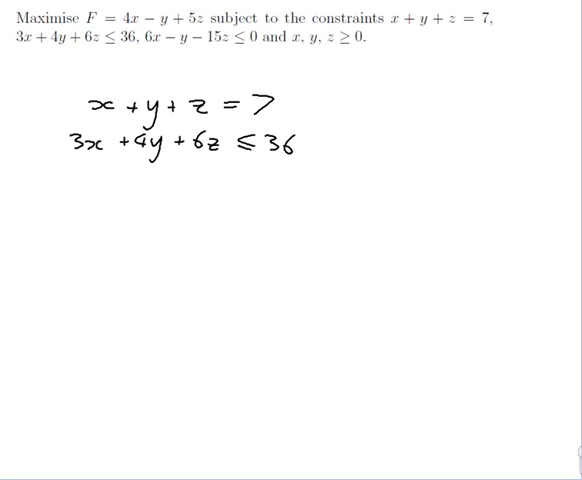 Maximise F = 4x − y + 5z subject to the constraints x + y + z = 7,
3x + 4y + 6z ≤ 36, 6x − y − 15z ≤ 0 and x, y, z ≥ 0.
x + y + z = 7
3x + 4y + 6z ≤ 36